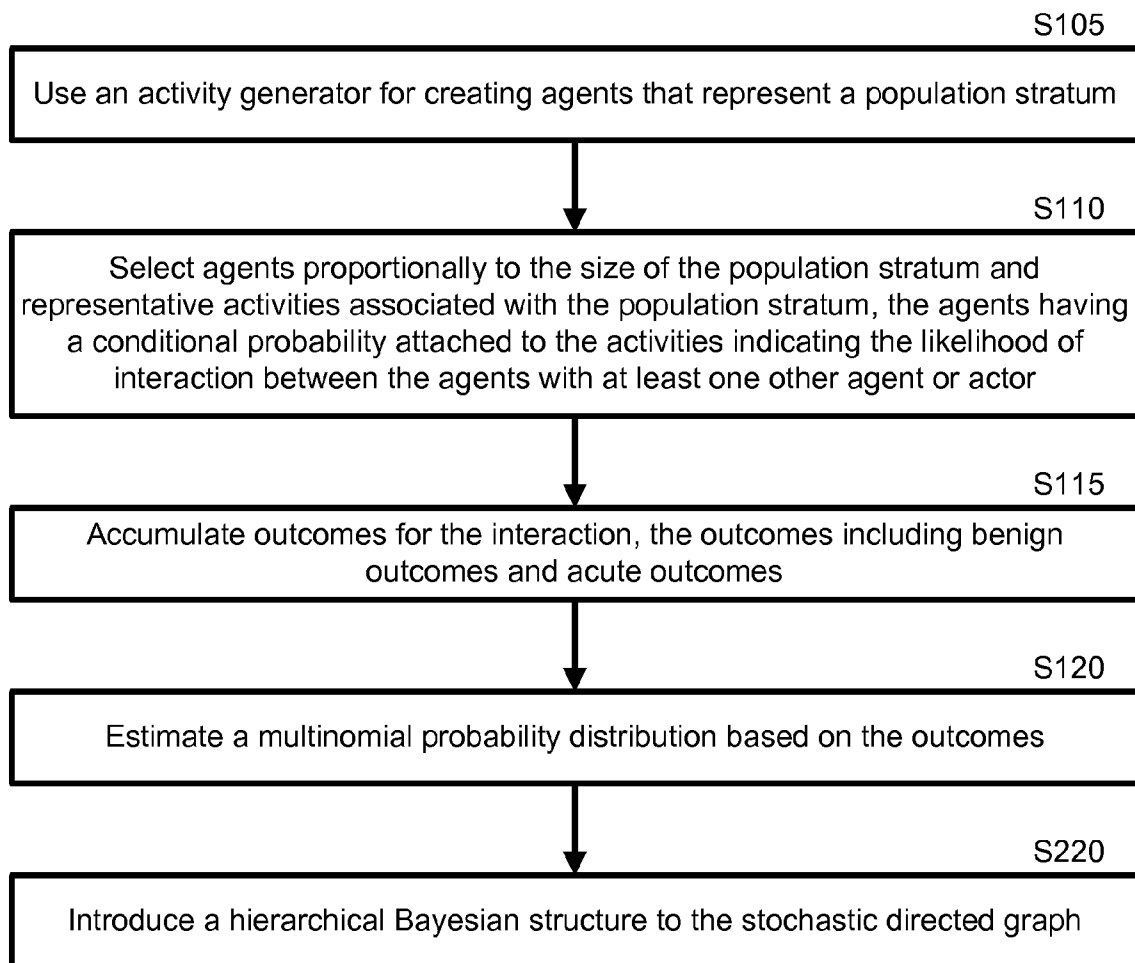 S105
Use an activity generator for creating agents that represent a population stratum
S110
Select agents proportionally to the size of the population stratum and
representative activities associated with the population stratum, the agents having
a conditional probability attached to the activities indicating the likelihood of
interaction between the agents with at least one other agent or actor
S115
Accumulate outcomes for the interaction, the outcomes including benign
outcomes and acute outcomes
S120
Estimate a multinomial probability distribution based on the outcomes
S220
Introduce a hierarchical Bayesian structure to the stochastic directed graph